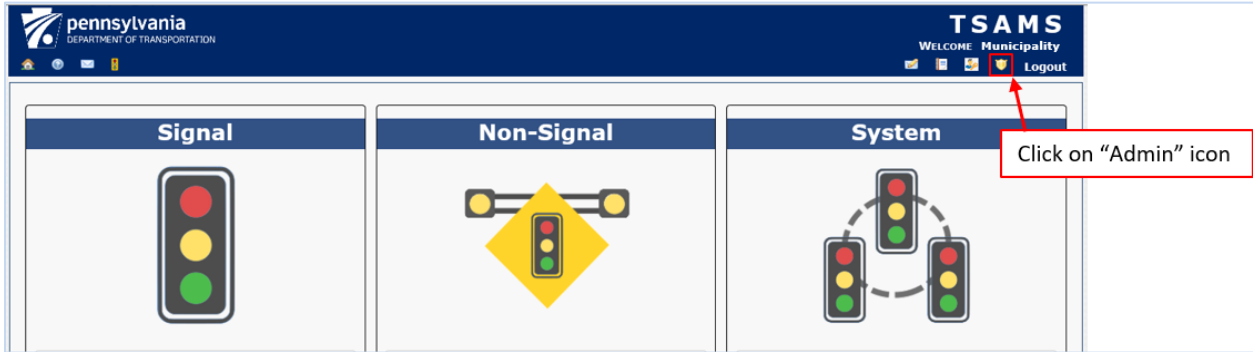 pennsylvania
DEPARTMENT OF TRANSPORTATION
TSAMS
WELCOME Municipality
Logout
Signal
Non-Signal
System
Click on “Admin” icon